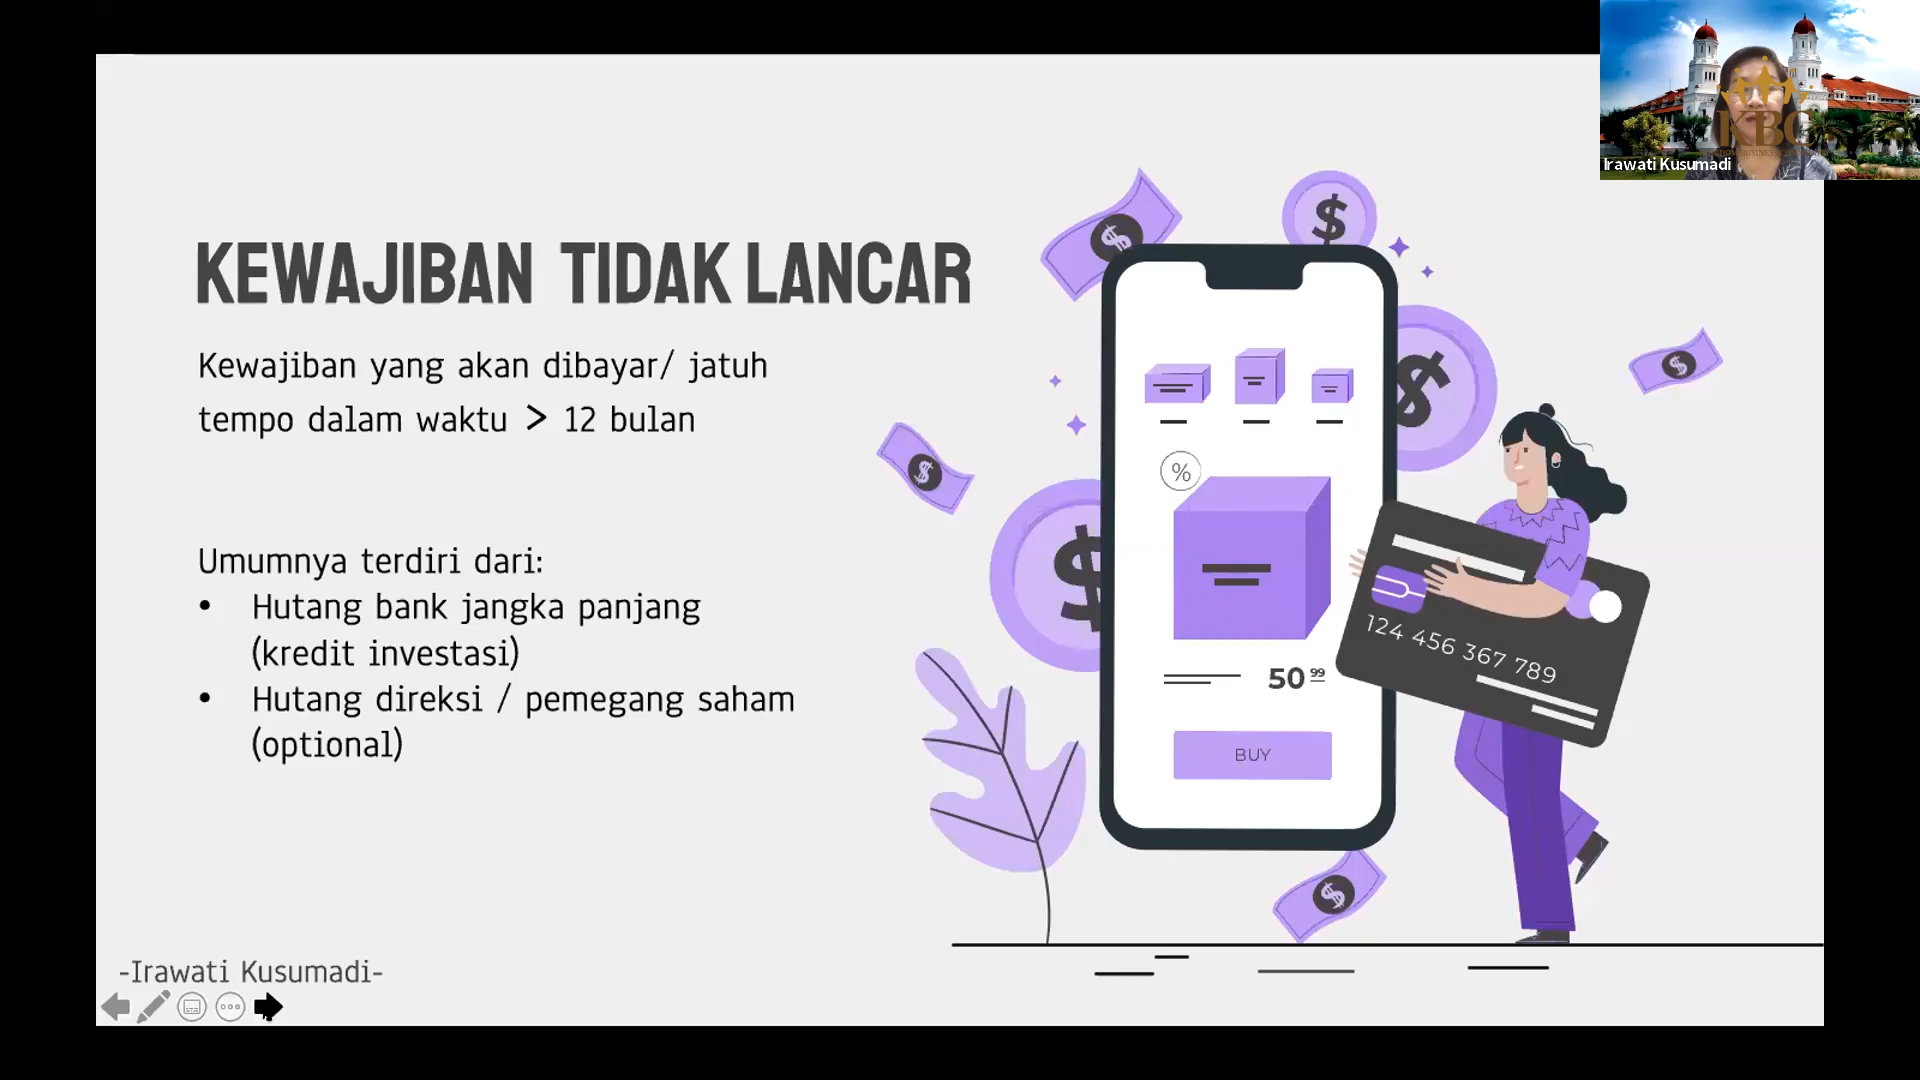 KBC
Irawati Kusumadi
KEWAJIBAN TIDAK LANCAR
Kewajiban yang akan dibayar/ jatuh
tempo dalam waktu > 12 bulan
Umumnya terdiri dari:
• Hutang bank jangka panjang
(kredit investasi)
• Hutang direksi / pemegang saham
(optional)
%
50 99
BUY
124 456 367 789
$
$
$
$
$
$
$
-Irawati Kusumadi-